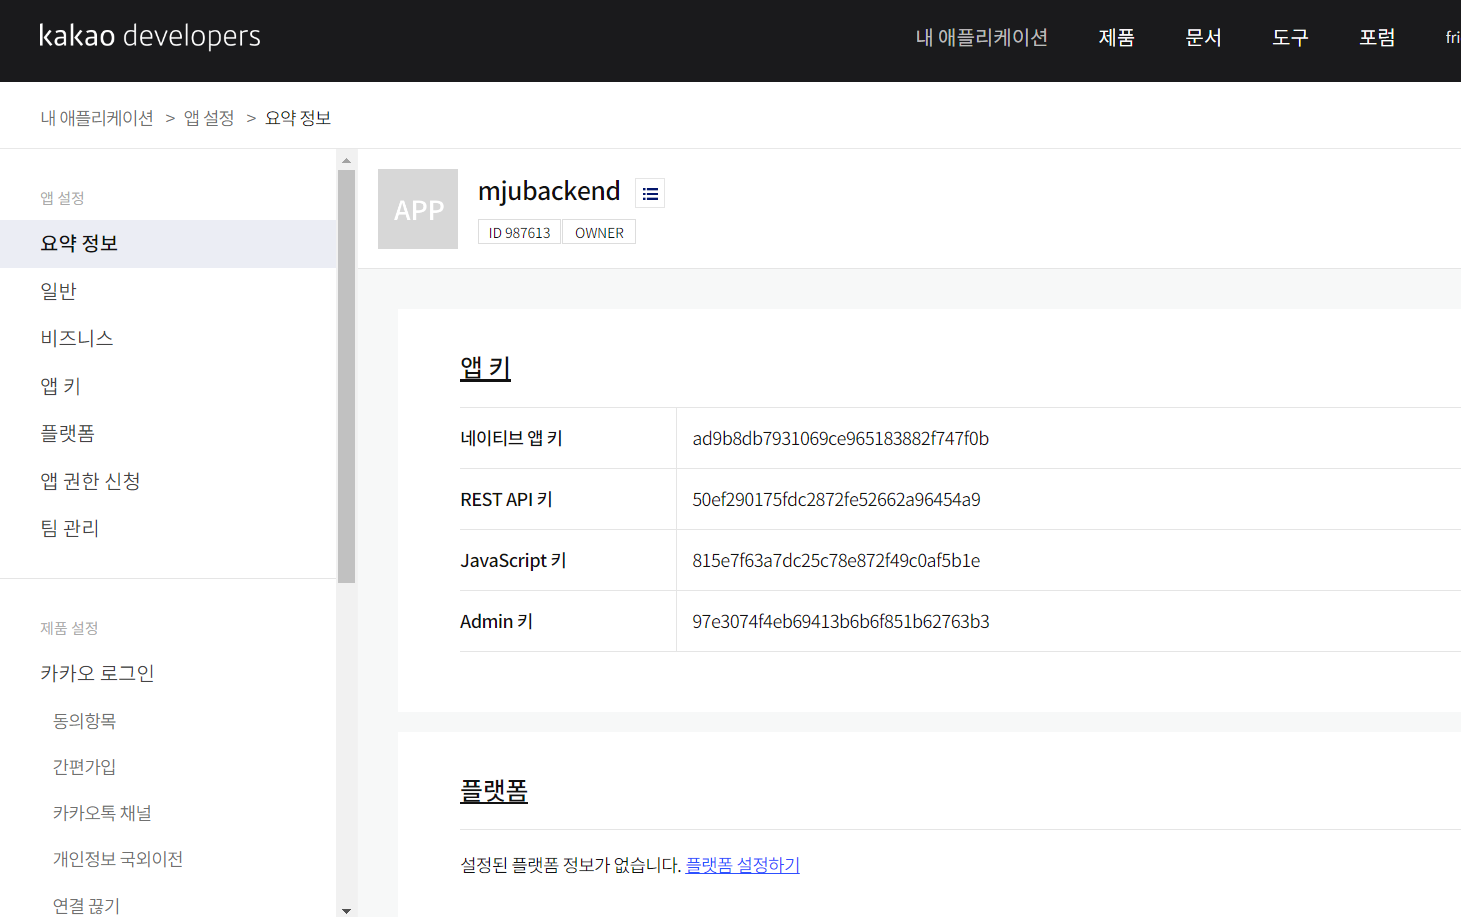 kakao developers
내 애플리케이션 제품 문서 도구 포럼 fri
내 애플리케이션 > 앱 설정 > 요약 정보
앱 설정
요약 정보
일반
비즈니스
앱 키
플랫폼
앱 권한 신청
팀 관리
제품 설정
카카오 로그인
동의항목
간편가입
카카오톡 채널
개인정보 국외이전
연결 끊기
APP
mjubackend
ID 987613 OWNER
앱 키
네이티브 앱 키 ad9b8db7931069ce965183882f747f0b
REST API 키 50ef290175fdc2872fe52662a96454a9
JavaScript 키 815e7f63a7dc25c78e872f49c0af5b1e
Admin 키 97e3074f4eb69413b6b6f851b62763b3
플랫폼
설정된 플랫폼 정보가 없습니다. 플랫폼 설정하기